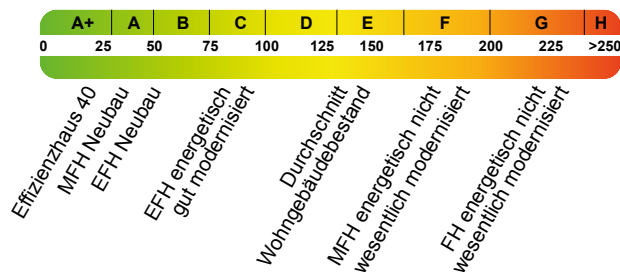 A+ A B C D E F G H
0 25 50 75 100 125 150 175 200 225 >250
Effizienzhaus 40
MFH Neubau
EFH Neubau
EFH energetisch
gut modernisiert
Durchschnitt
Wohngebäudebestand
MFH energetisch nicht
wesentlich modernisiert
FH energetisch nicht
wesentlich modernisiert